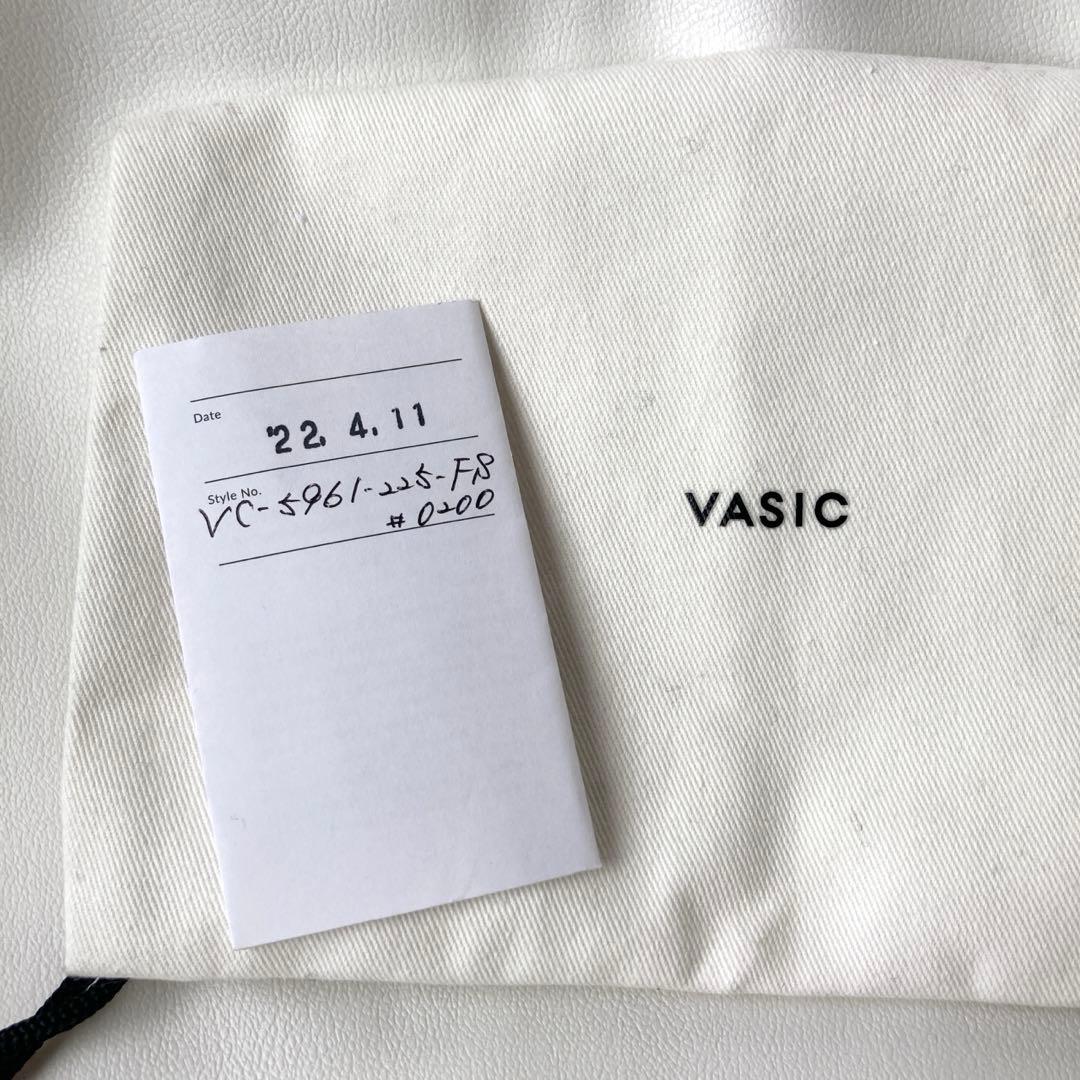 Date
'22. 4. 11
Style No.
VC-5961-225-FS
#0200
VASIC